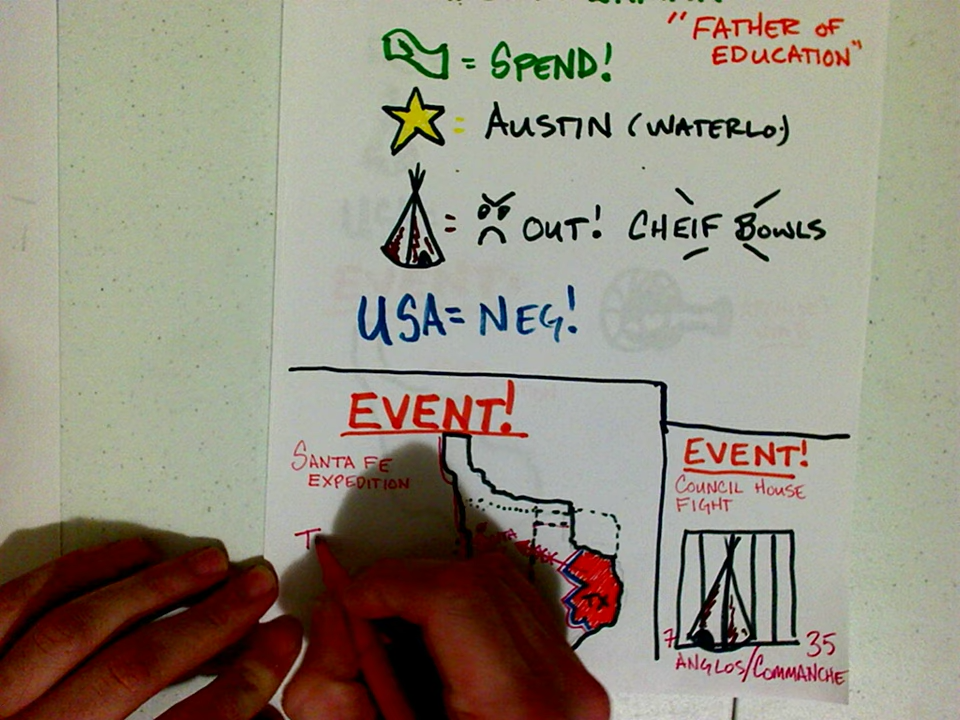 "FATHER OF
EDUCATION"
= SPEND!
= AUSTIN (WATERLO)
= OUT! CHEIF BOWLS
USA = NEG!
EVENT!
SANTA FE
EXPEDITION
T
TX
EVENT!
COUNCIL HOUSE
FIGHT
7 35
ANGLOS/COMMANCHE